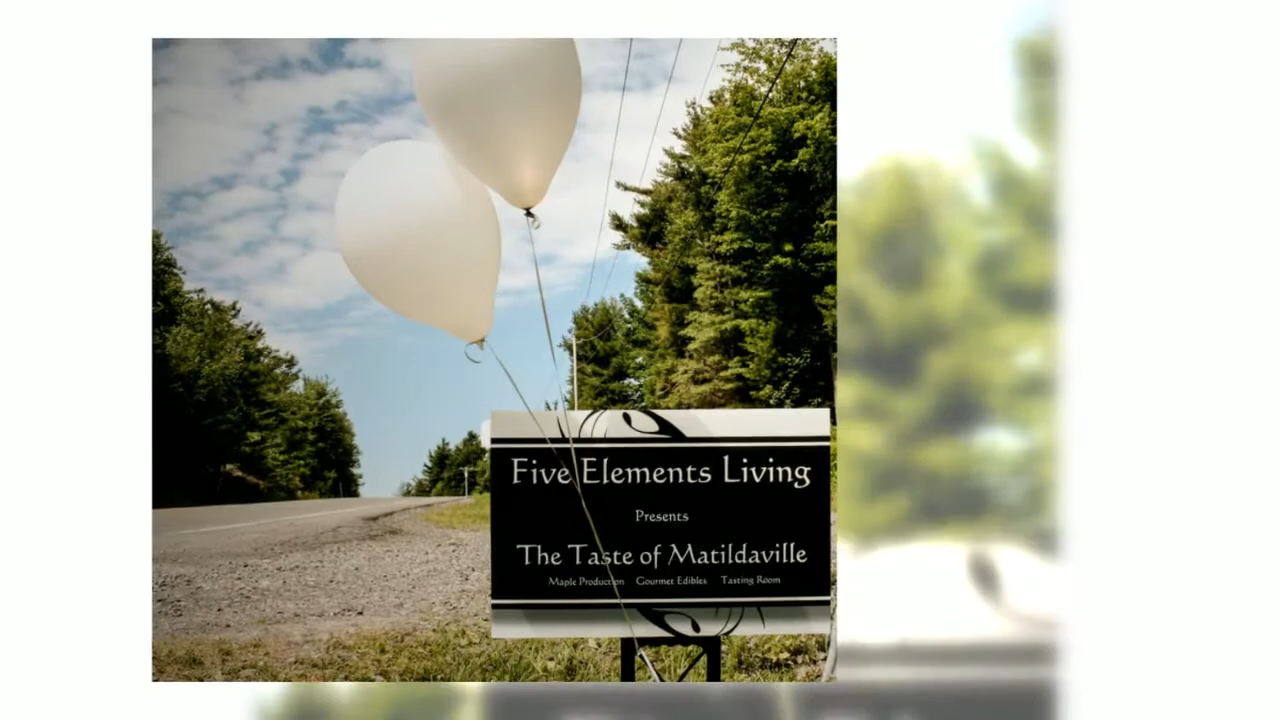 Five Elements Living
Presents
The Taste of Matildaville
Maple Production Gourmet Edibles Tasting Room